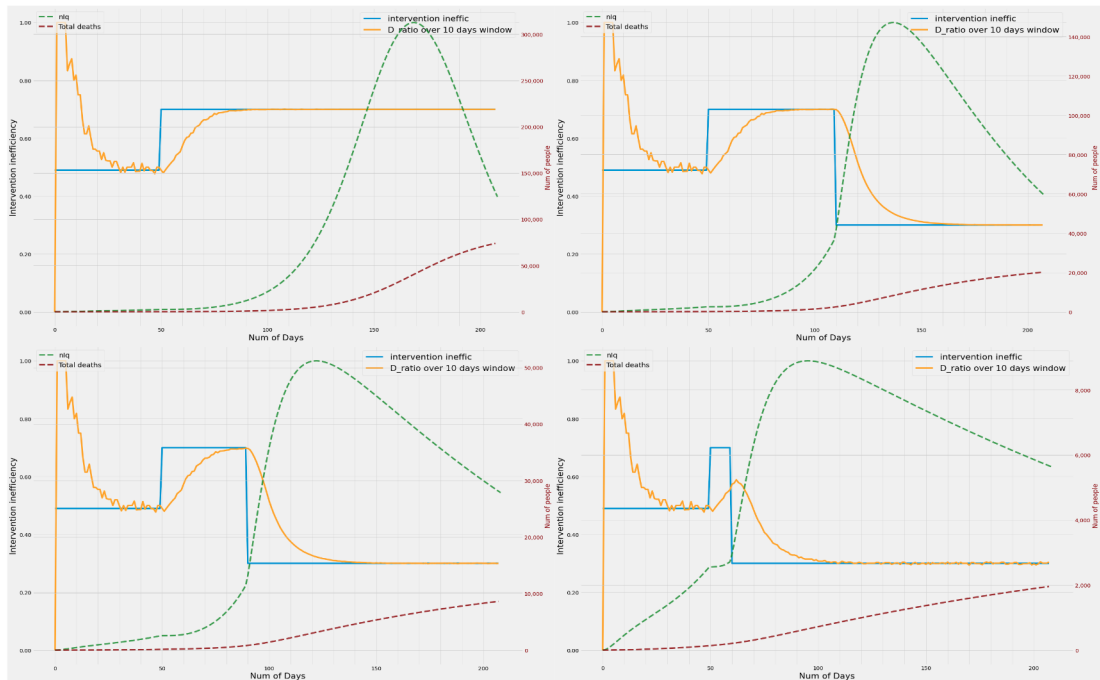 1.00
0.80
0.60
0.40
0.20
0.00
Intervention inefficiency
nIq
Total deaths
intervention ineffic
D_ratio over 10 days window
300,000
250,000
200,000
150,000
100,000
50,000
0
Num of people
0 50 100 150 200
Num of Days
1.00
0.80
0.60
0.40
0.20
0.00
Intervention inefficiency
nIq
Total deaths
intervention ineffic
D_ratio over 10 days window
140,000
120,000
100,000
80,000
60,000
40,000
20,000
0
Num of people
0 50 100 150 200
Num of Days
1.00
0.80
0.60
0.40
0.20
0.00
Intervention inefficiency
nIq
Total deaths
intervention ineffic
D_ratio over 10 days window
50,000
40,000
30,000
20,000
10,000
0
Num of people
0 50 100 150 200
Num of Days
1.00
0.80
0.60
0.40
0.20
0.00
Intervention inefficiency
nIq
Total deaths
intervention ineffic
D_ratio over 10 days window
8,000
6,000
4,000
2,000
0
Num of people
0 50 100 150 200
Num of Days